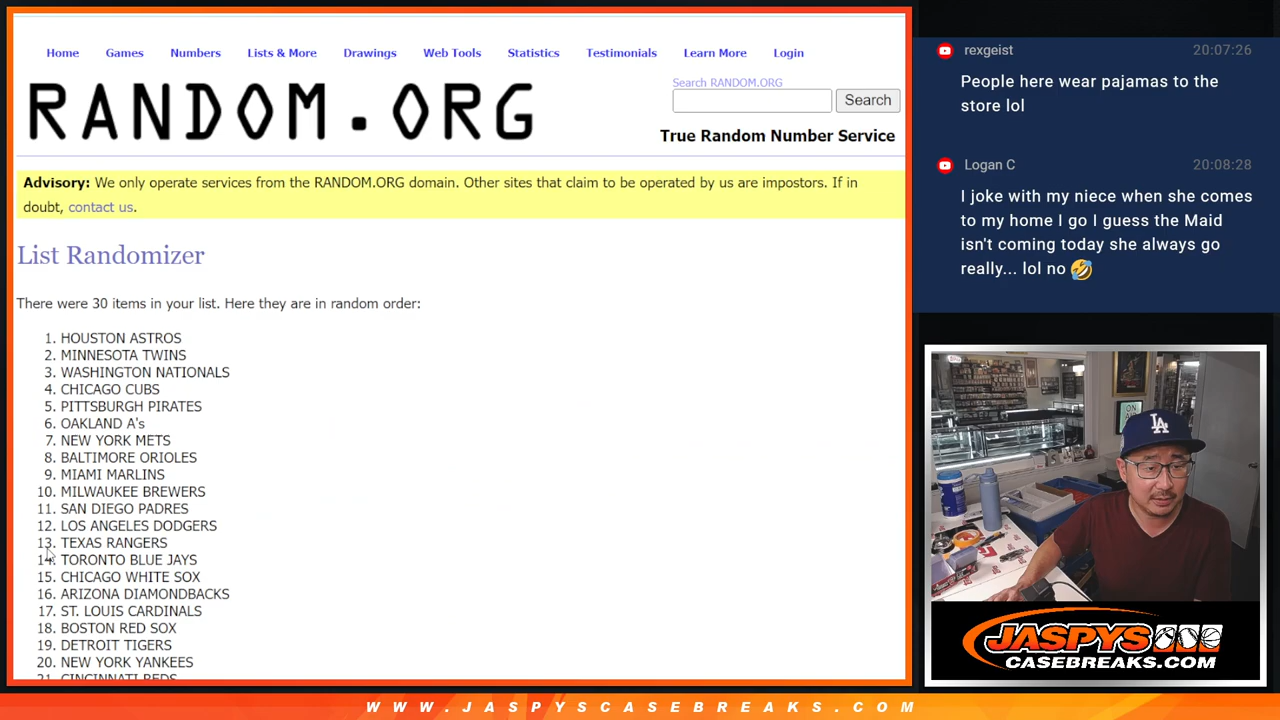 Home Games Numbers Lists & More Drawings Web Tools Statistics Testimonials Learn More Login
RANDOM.ORG
Search RANDOM.ORG
Search
True Random Number Service
Advisory: We only operate services from the RANDOM.ORG domain. Other sites that claim to be operated by us are impostors. If in
doubt, contact us.
List Randomizer
There were 30 items in your list. Here they are in random order:
1. HOUSTON ASTROS
2. MINNESOTA TWINS
3. WASHINGTON NATIONALS
4. CHICAGO CUBS
5. PITTSBURGH PIRATES
6. OAKLAND A's
7. NEW YORK METS
8. BALTIMORE ORIOLES
9. MIAMI MARLINS
10. MILWAUKEE BREWERS
11. SAN DIEGO PADRES
12. LOS ANGELES DODGERS
13. TEXAS RANGERS
14. TORONTO BLUE JAYS
15. CHICAGO WHITE SOX
16. ARIZONA DIAMONDBACKS
17. ST. LOUIS CARDINALS
18. BOSTON RED SOX
19. DETROIT TIGERS
20. NEW YORK YANKEES
21. CINCINNATI REDS
rexgeist 20:07:26
People here wear pajamas to the
store lol
Logan C 20:08:28
I joke with my niece when she comes
to my home I go I guess the Maid
isn't coming today she always go
really... lol no 🤣
ON
AIR
LA
JASPYS
CASEBREAKS.COM
WWW.JASPYSCASEBREAKS.COM